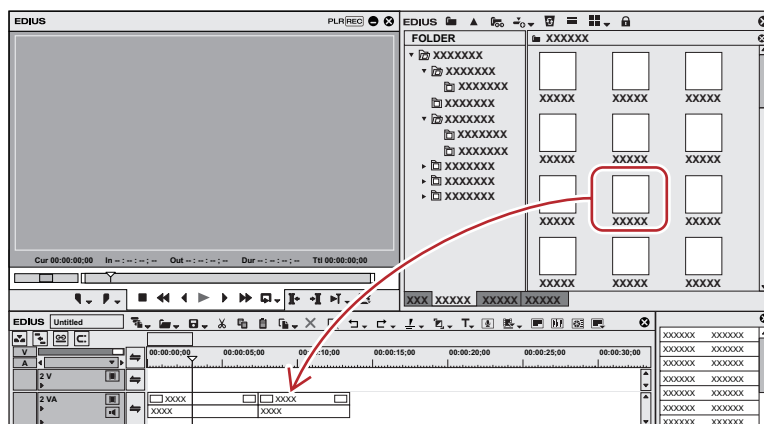 EDIUS PLR REC
Cur 00:00:00;00 In -- : -- : -- ; -- Out -- : -- : -- ; -- Dur -- : -- : -- ; -- Ttl 00:00:00;00
EDIUS
FOLDER
XXXXXXX
XXXXXXX
XXXXXXX
XXXXXXX
XXXXXXX
XXXXXXX
XXXXXXX
XXXXXXX
XXXXXXX
XXXXXXX
XXXXXX
XXXXX XXXXX XXXXX
XXXXX XXXXX XXXXX
XXXXX XXXXX XXXXX
XXXXX XXXXX XXXXX
XXX XXXXX XXXXX XXXXX
EDIUS Untitled T
C:
V
A
00:00:00;00 00:00:05;00 00:00:10;00 00:00:15;00 00:00:20;00 00:00:25;00 00:00:30;00
2 V
2 VA
XXXX XXXX
XXXX XXXX
XXXXXX XXXXXX
XXXXXX XXXXXX
XXXXXX XXXXXX
XXXXXX XXXXXX
XXXXXX XXXXXX
XXXXXX XXXXXX
XXXXXX XXXXXX